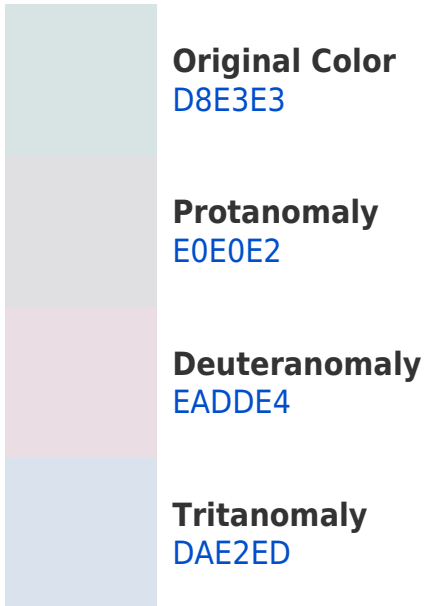 Original Color
D8E3E3
Protanomaly
E0E0E2
Deuteranomaly
EADDE4
Tritanomaly
DAE2ED